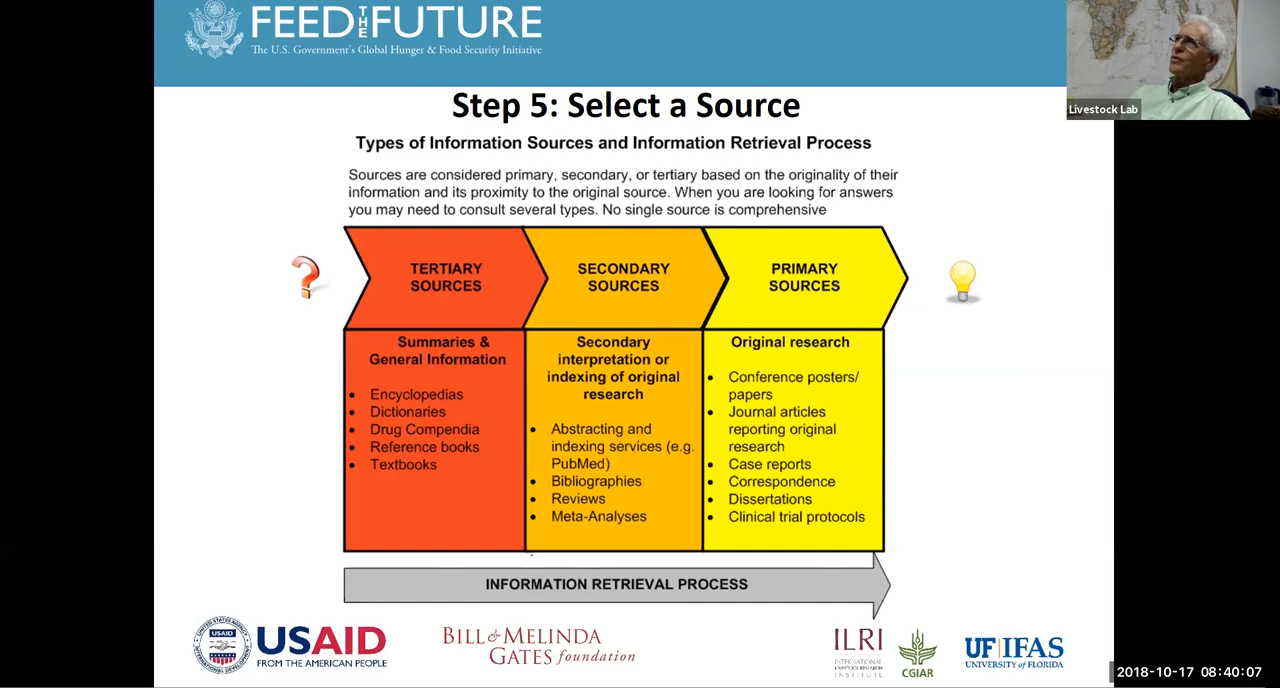 FEED THE FUTURE
The U.S. Government's Global Hunger & Food Security Initiative
Livestock Lab
Step 5: Select a Source
Types of Information Sources and Information Retrieval Process
Sources are considered primary, secondary, or tertiary based on the originality of their
information and its proximity to the original source. When you are looking for answers
you may need to consult several types. No single source is comprehensive
TERTIARY
SOURCES
SECONDARY
SOURCES
PRIMARY
SOURCES
Summaries &
General Information
• Encyclopedias
• Dictionaries
• Drug Compendia
• Reference books
• Textbooks
Secondary
interpretation or
indexing of original
research
• Abstracting and
indexing services (e.g.
PubMed)
• Bibliographies
• Reviews
• Meta-Analyses
Original research
• Conference posters/
papers
• Journal articles
reporting original
research
• Case reports
• Correspondence
• Dissertations
• Clinical trial protocols
INFORMATION RETRIEVAL PROCESS
USAID
USAID
FROM THE AMERICAN PEOPLE
BILL & MELINDA
GATES foundation
ILRI
INTERNATIONAL
LIVESTOCK RESEARCH
INSTITUTE
CGIAR
UF|IFAS
UNIVERSITY of FLORIDA
2018-10-17 08:40:07